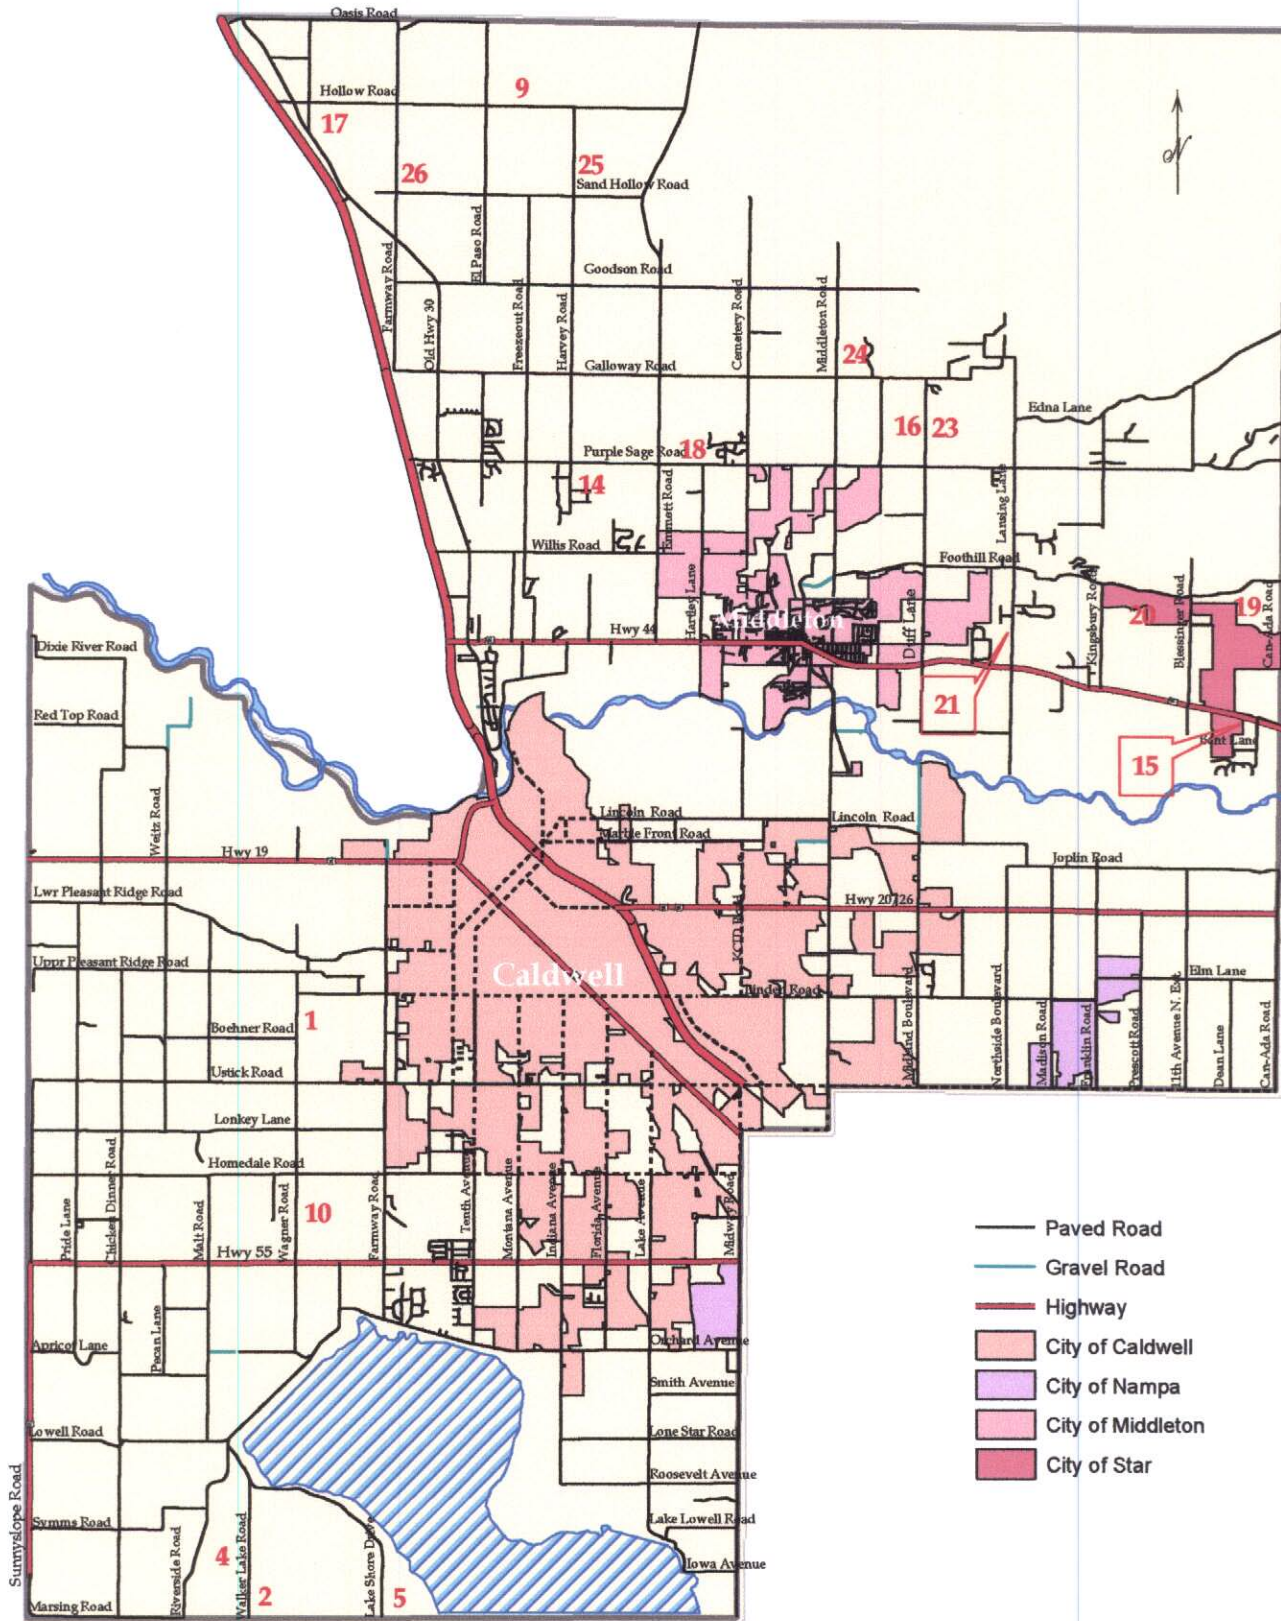 Oasis Road
Hollow Road
9
17
N
26
25
Sand Hollow Road
Farmway Road
El Paso Road
Goodson Road
Old Hwy 30
Freezeout Road
Harvey Road
Cemetery Road
Middleton Road
24
Galloway Road
Edna Lane
16
23
Purple Sage Road
18
14
Emmett Road
Lansing Lane
Willis Road
Foothill Road
Hartley Lane
Middleton
Duff Lane
Kingsbury Road
20
Blessinger Road
19
Can-Ada Road
Hwy 44
Dixie River Road
Red Top Road
21
Bent Lane
15
Weitz Road
Lincoln Road
Lincoln Road
Marble Front Road
Hwy 19
Joplin Road
Lwr Pleasant Ridge Road
Hwy 20/26
KCID Road
Uppr Pleasant Ridge Road
Caldwell
Linden Road
Elm Lane
Midland Boulevard
Northside Boulevard
Madison Road
Franklin Road
Prescott Road
11th Avenue N. Ext.
Dean Lane
Can-Ada Road
Boehner Road
1
Ustick Road
Lonkey Lane
Homedale Road
Pride Lane
Chicken Dinner Road
Malt Road
Wagner Road
10
Farmway Road
Tenth Avenue
Montana Avenue
Indiana Avenue
Florida Avenue
Lake Avenue
Midway Road
Hwy 55
Paved Road
Gravel Road
Highway
City of Caldwell
City of Nampa
City of Middleton
City of Star
Apricot Lane
Pecan Lane
Orchard Avenue
Smith Avenue
Lowell Road
Lone Star Road
Roosevelt Avenue
Sunnyslope Road
Symms Road
Lake Lowell Road
Riverside Road
4
Walker Lake Road
2
Lake Shore Drive
5
Iowa Avenue
Marsing Road